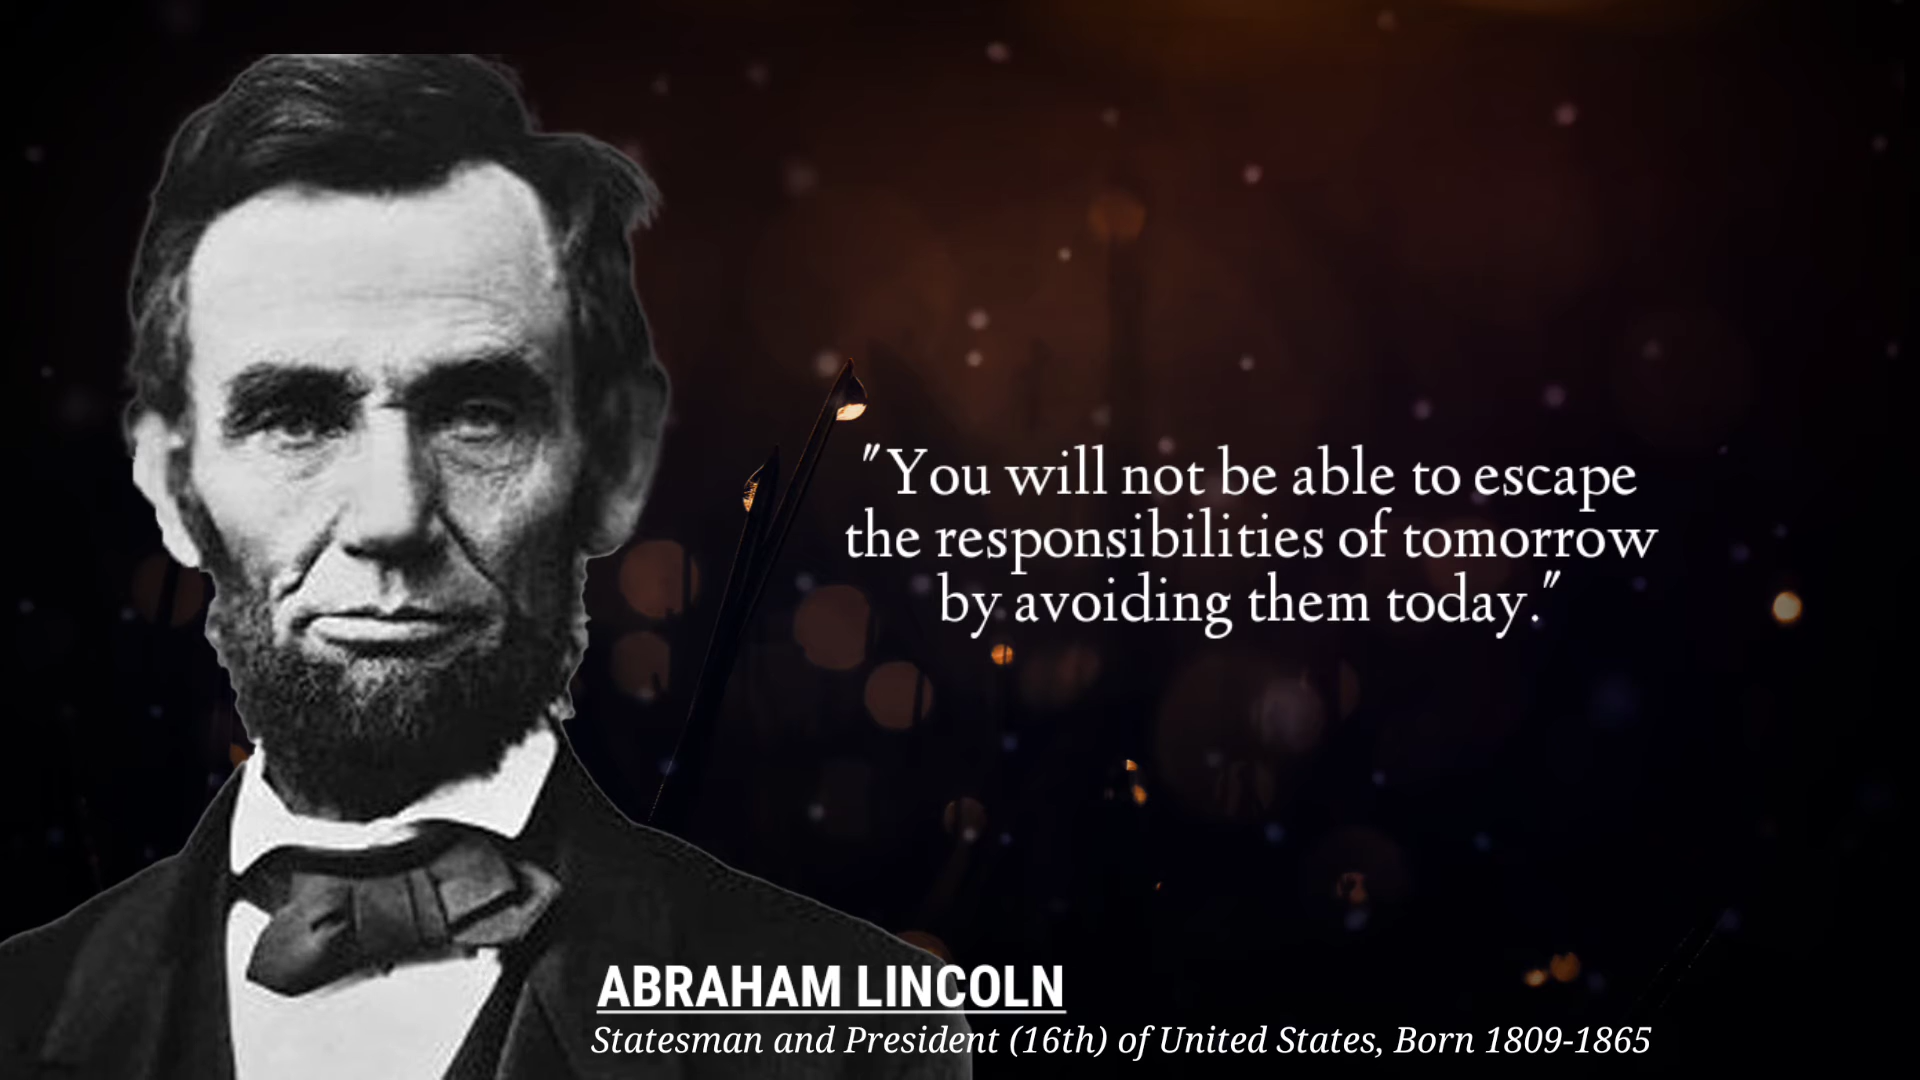 "You will not be able to escape
the responsibilities of tomorrow
by avoiding them today."
ABRAHAM LINCOLN
Statesman and President (16th) of United States, Born 1809-1865